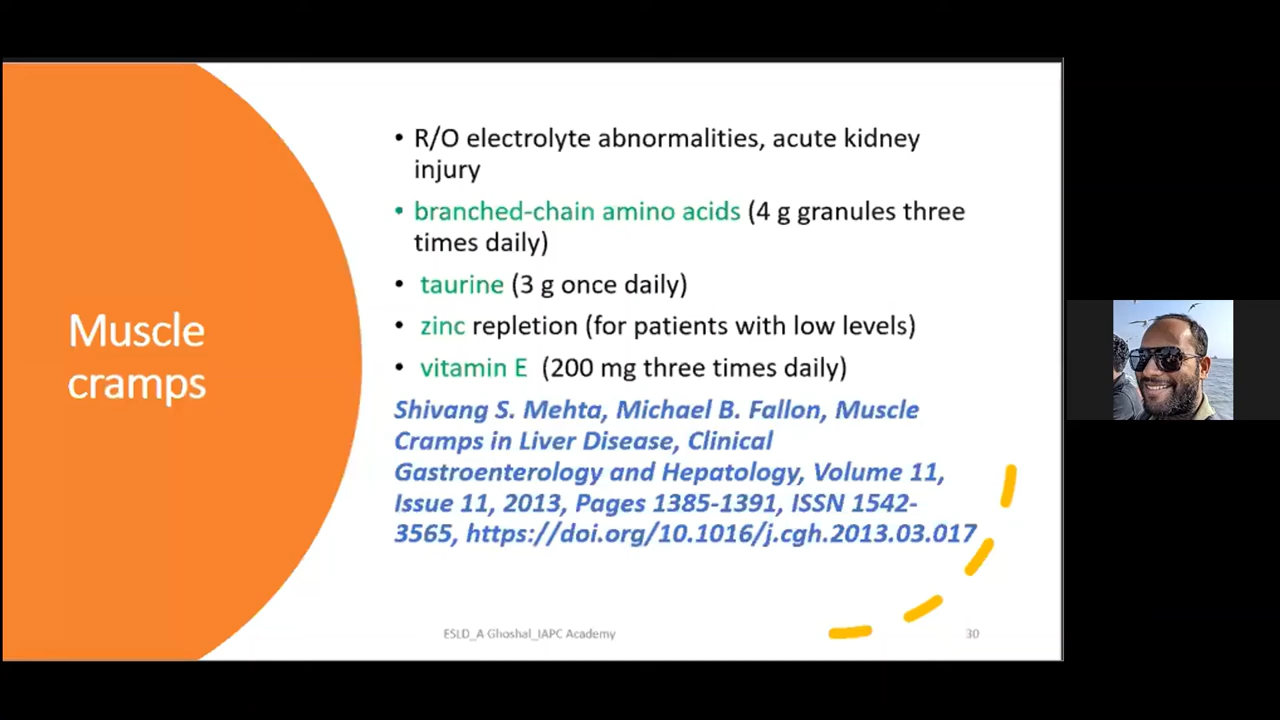 Muscle
cramps
• R/O electrolyte abnormalities, acute kidney
injury
• branched-chain amino acids (4 g granules three
times daily)
• taurine (3 g once daily)
• zinc repletion (for patients with low levels)
• vitamin E (200 mg three times daily)
Shivang S. Mehta, Michael B. Fallon, Muscle
Cramps in Liver Disease, Clinical
Gastroenterology and Hepatology, Volume 11,
Issue 11, 2013, Pages 1385-1391, ISSN 1542-
3565, https://doi.org/10.1016/j.cgh.2013.03.017
ESLD_A Ghoshal_IAPC Academy
30